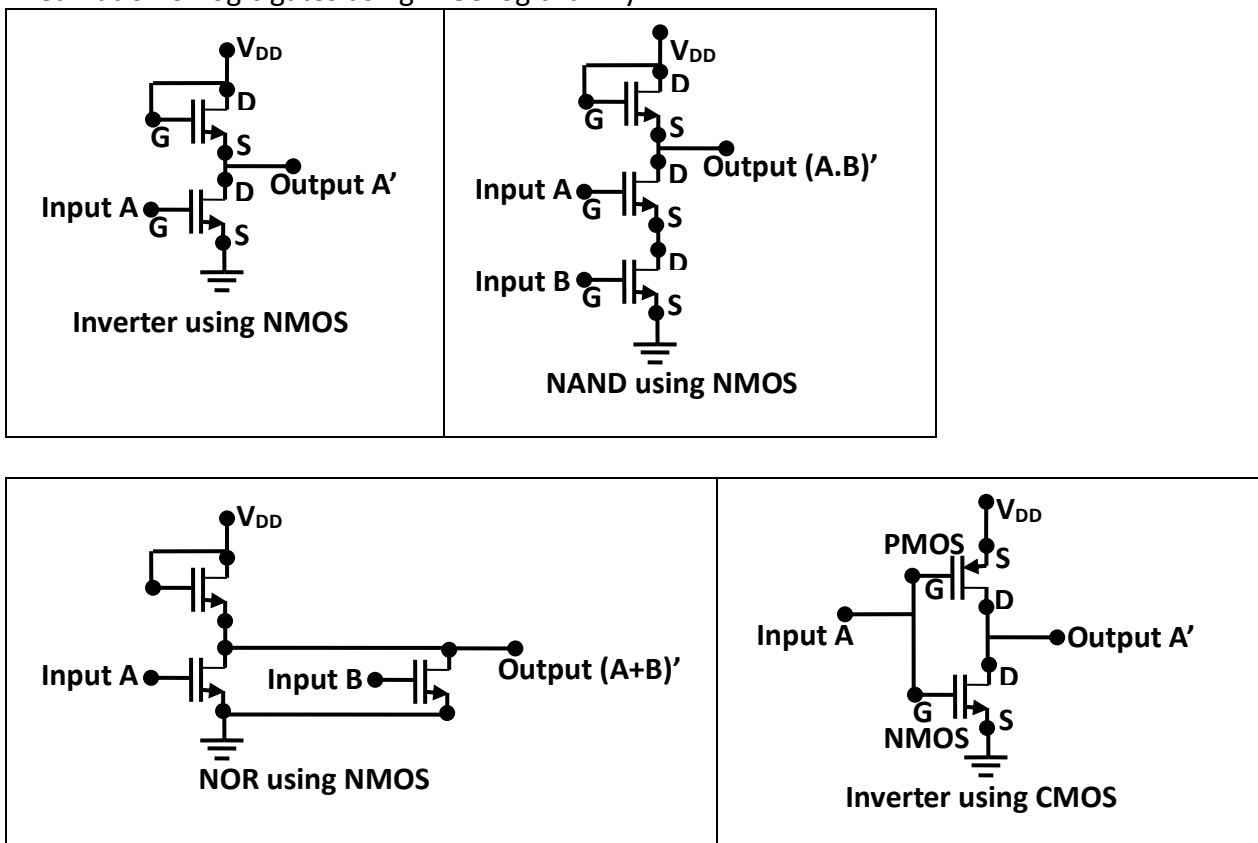 V_DD
D
G
S
D
Output A’
Input A
G
S
Inverter using NMOS
V_DD
D
G
S
D
Output (A.B)’
Input A
G
S
D
Input B
G
S
NAND using NMOS
V_DD
Input A
Input B
Output (A+B)’
NOR using NMOS
V_DD
PMOS
S
G
D
Input A
Output A’
D
G
S
NMOS
Inverter using CMOS